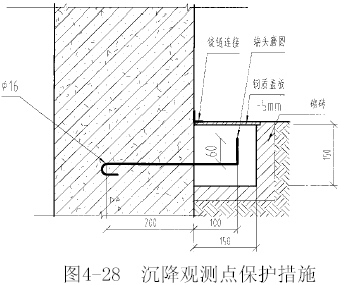 铰链连接
端头磨圆
钢质盖板
-5mm
砌砖
φ16
60
150
200
100
150
图4-28 沉降观测点保护措施